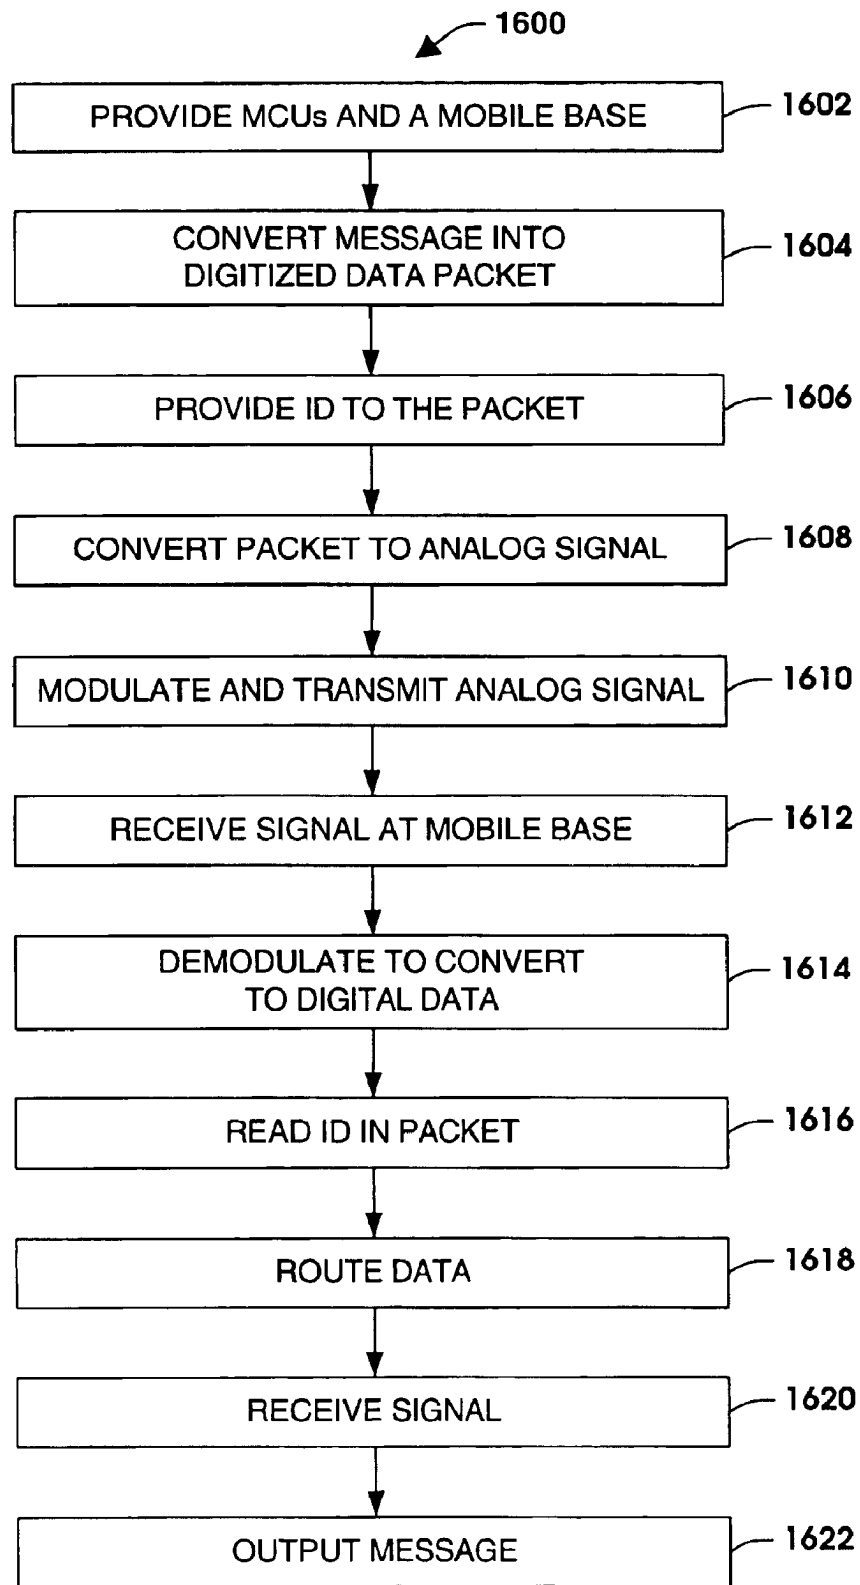 1600
PROVIDE MCUs AND A MOBILE BASE
1602
CONVERT MESSAGE INTO
DIGITIZED DATA PACKET
1604
PROVIDE ID TO THE PACKET
1606
CONVERT PACKET TO ANALOG SIGNAL
1608
MODULATE AND TRANSMIT ANALOG SIGNAL
1610
RECEIVE SIGNAL AT MOBILE BASE
1612
DEMODULATE TO CONVERT
TO DIGITAL DATA
1614
READ ID IN PACKET
1616
ROUTE DATA
1618
RECEIVE SIGNAL
1620
OUTPUT MESSAGE
1622